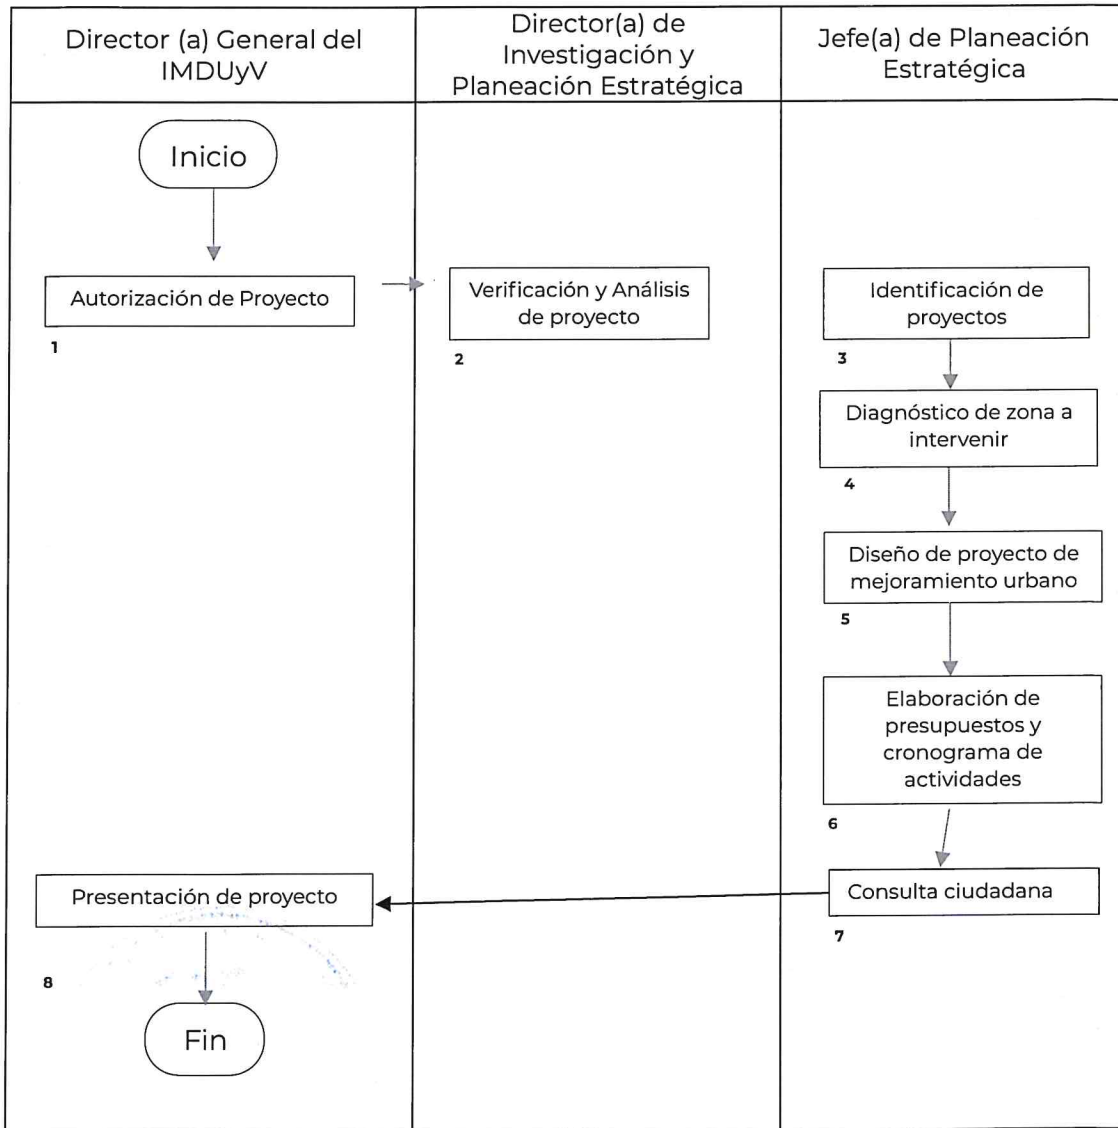 Director (a) General del
IMDUyV
Director(a) de
Investigación y
Planeación Estratégica
Jefe(a) de Planeación
Estratégica
Inicio
Autorización de Proyecto
1
Verificación y Análisis
de proyecto
2
Identificación de
proyectos
3
Diagnóstico de zona a
intervenir
4
Diseño de proyecto de
mejoramiento urbano
5
Elaboración de
presupuestos y
cronograma de
actividades
6
Consulta ciudadana
7
Presentación de proyecto
8
Fin